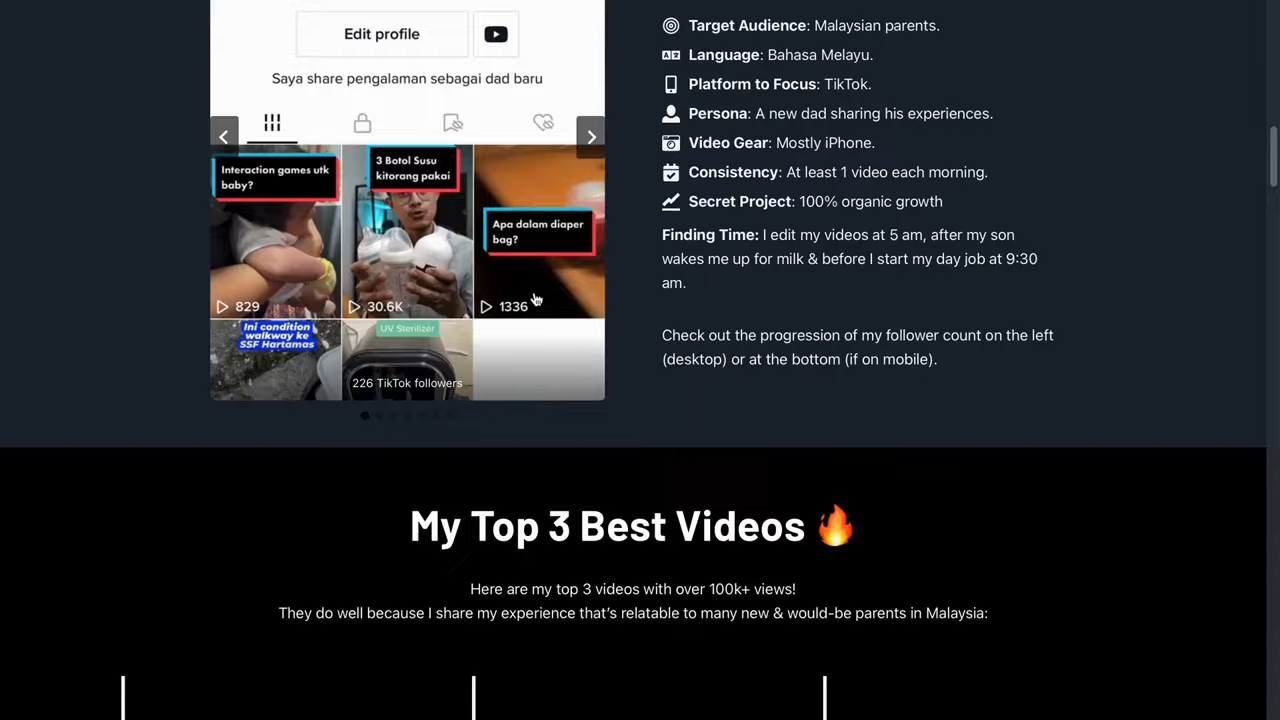 Edit profile
Saya share pengalaman sebagai dad baru
Interaction games utk
baby?
829
3 Botol Susu
kitorang pakai
30.6K
Apa dalam diaper
bag?
1336
Ini condition
walkway ke
SSF Hartamas
UV Sterilizer
226 TikTok followers
Target Audience: Malaysian parents.
Language: Bahasa Melayu.
Platform to Focus: TikTok.
Persona: A new dad sharing his experiences.
Video Gear: Mostly iPhone.
Consistency: At least 1 video each morning.
Secret Project: 100% organic growth
Finding Time: I edit my videos at 5 am, after my son
wakes me up for milk & before I start my day job at 9:30
am.
Check out the progression of my follower count on the left
(desktop) or at the bottom (if on mobile).
My Top 3 Best Videos 🔥
Here are my top 3 videos with over 100k+ views!
They do well because I share my experience that's relatable to many new & would-be parents in Malaysia: